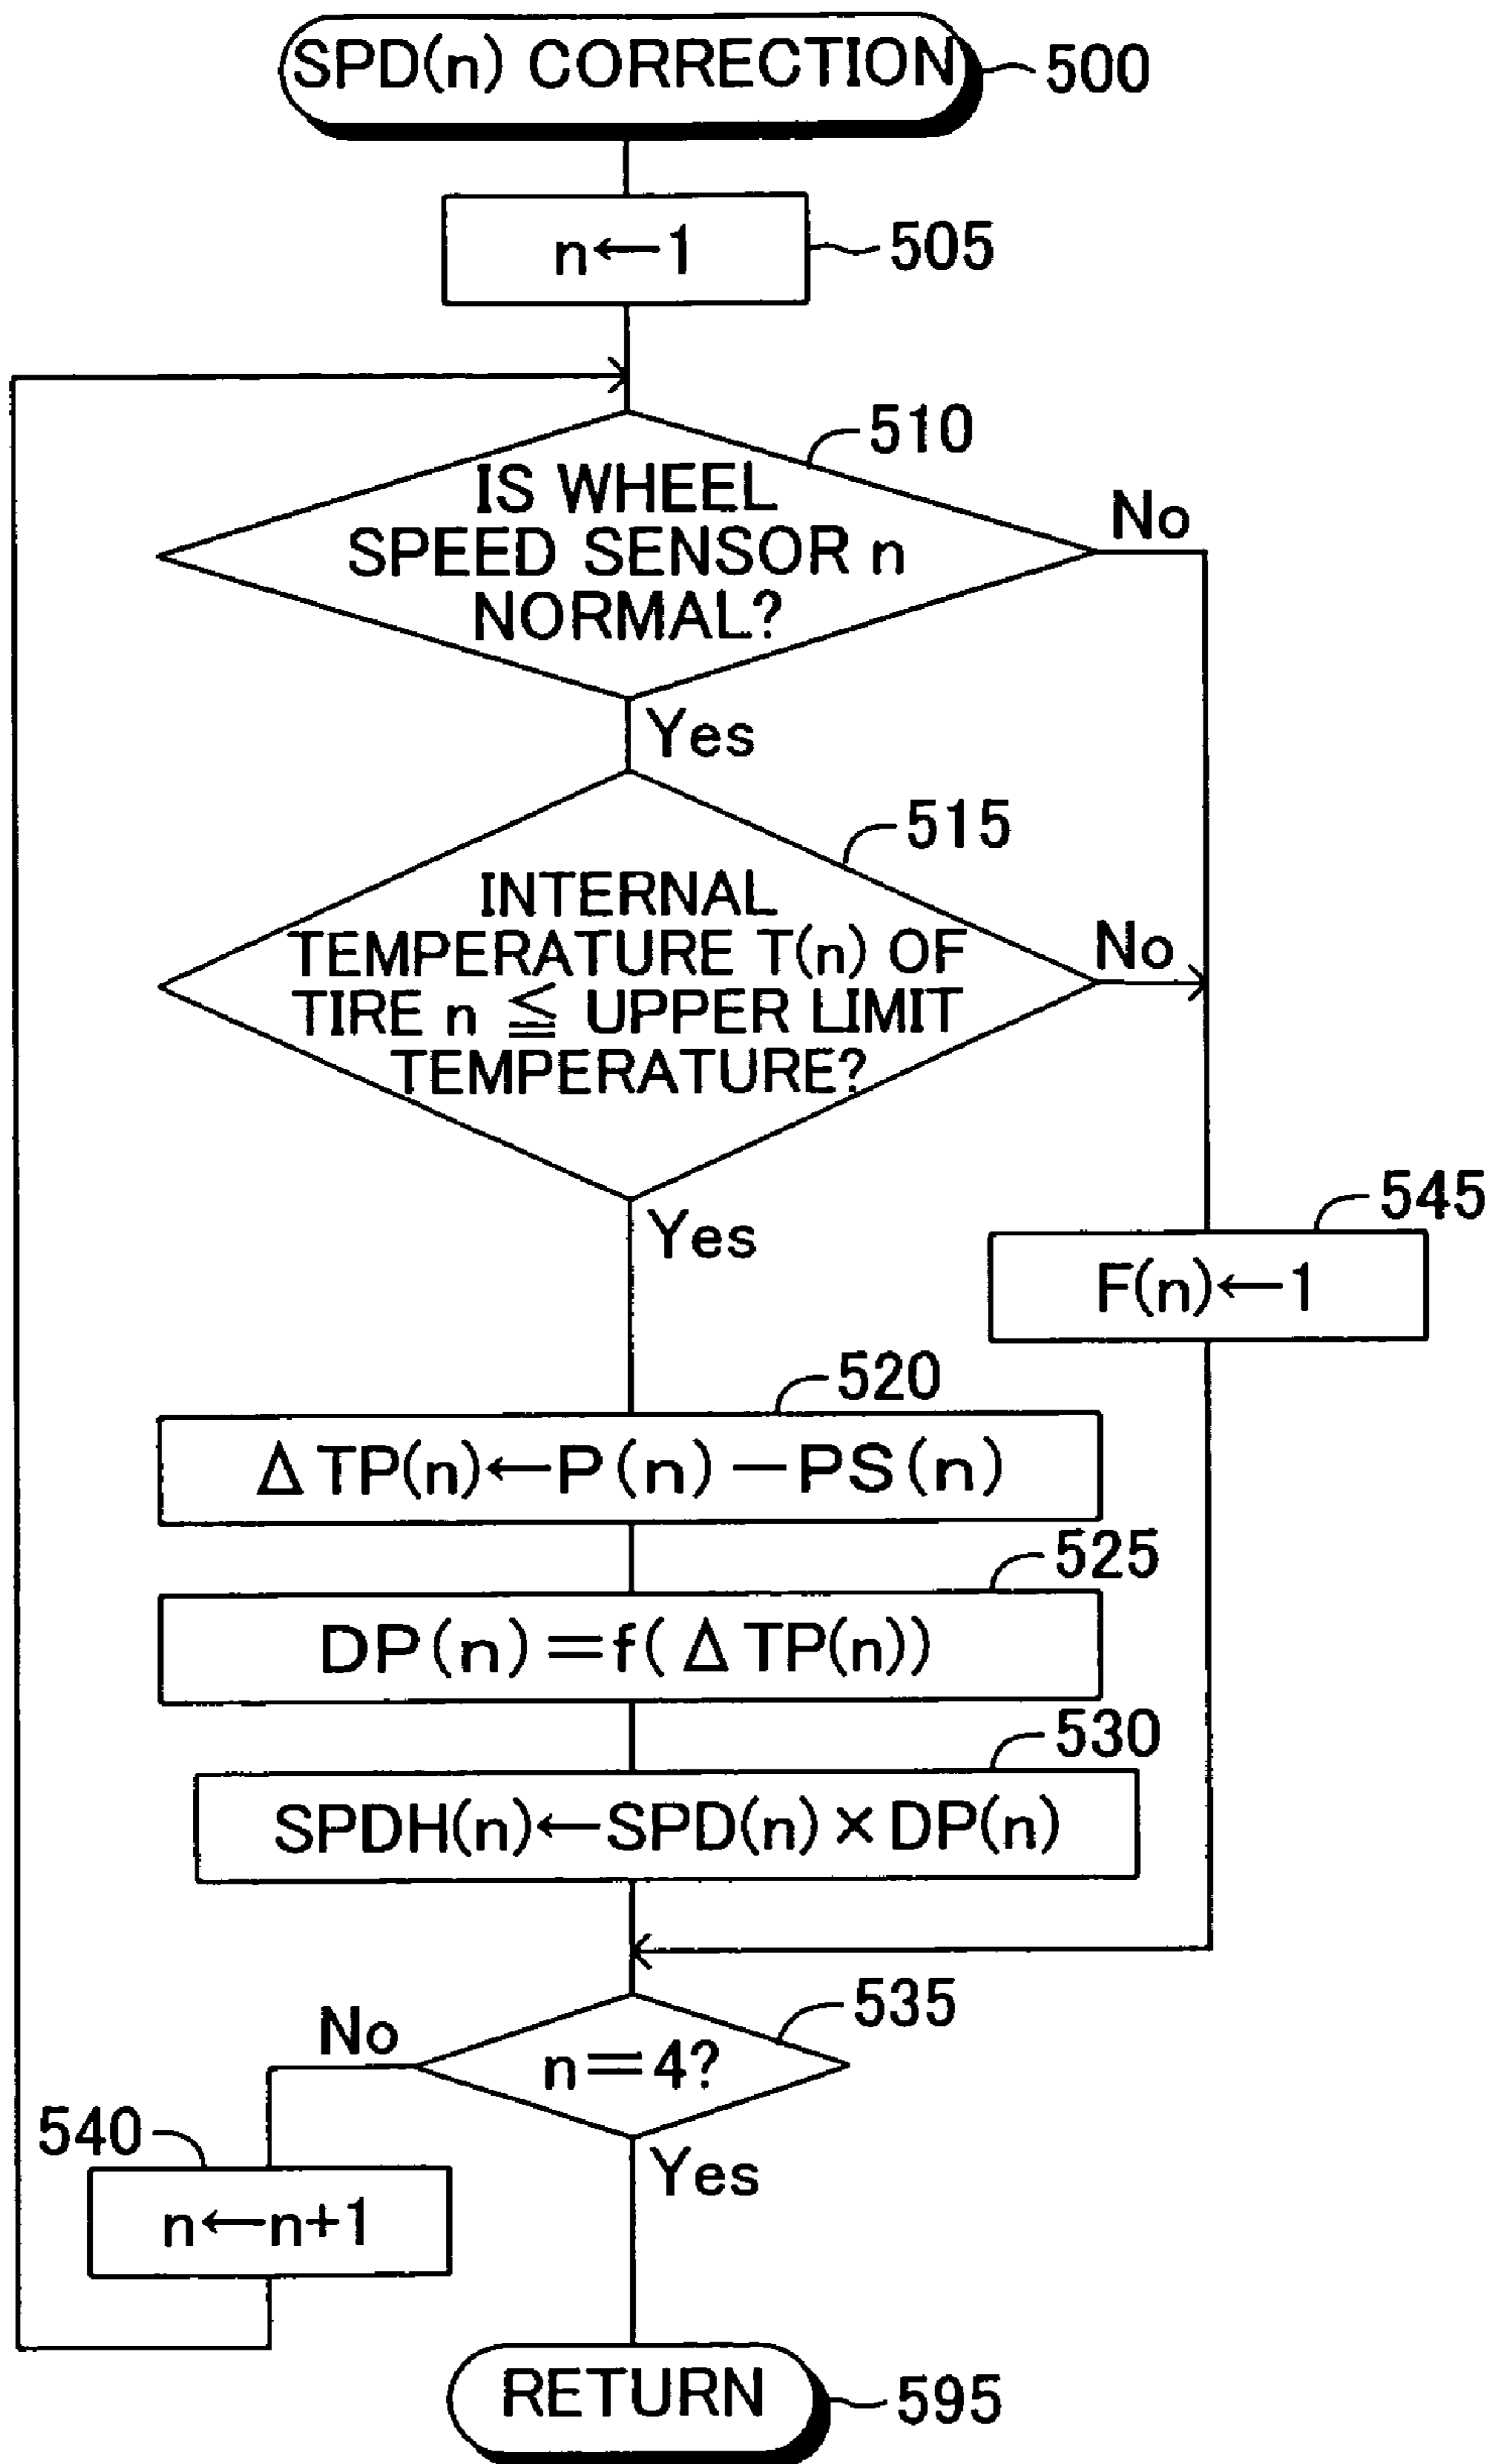 SPD(n) CORRECTION
500
n←1
505
510
IS WHEEL
SPEED SENSOR n
NORMAL?
No
Yes
515
INTERNAL
TEMPERATURE T(n) OF
TIRE n ≦ UPPER LIMIT
TEMPERATURE?
No
Yes
545
F(n)←1
520
ΔTP(n)←P(n)−PS(n)
525
DP(n)=f(ΔTP(n))
530
SPDH(n)←SPD(n)×DP(n)
535
n=4?
No
540
n←n+1
Yes
RETURN
595